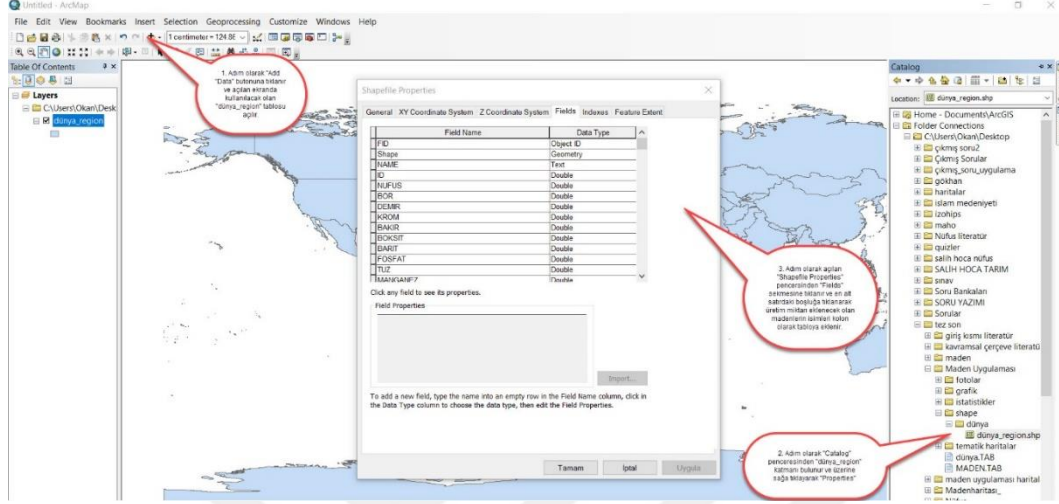 Untitled - ArcMap
File Edit View Bookmarks Insert Selection Geoprocessing Customize Windows Help
1 centimeter = 124.8
Table Of Contents
Layers
C:\Users\Okan\Desk
dünya_region
1. Adım olarak "Add
Data" butonuna tıklanır
ve açılan ekranda
kullanılacak olan
"dünya_region" tablosu
açılır.
Shapefile Properties
General XY Coordinate System Z Coordinate System Fields Indexes Feature Extent
Field Name Data Type
FID Object ID
Shape Geometry
NAME Text
ID Double
NUFUS Double
BOR Double
DEMIR Double
KROM Double
BAKIR Double
BOKSIT Double
BARIT Double
FOSFAT Double
TUZ Double
MANGANEZ Double
Click any field to see its properties.
Field Properties
Import...
To add a new field, type the name into an empty row in the Field Name column, click in
the Data Type column to choose the data type, then edit the Field Properties.
Tamam İptal Uygula
3. Adım olarak açılan
"Shapefile Properties"
penceresinden "Fields"
sekmesine tıklanır ve en alt
satırdaki boşluğa tıklanarak
üretim miktarı eklenecek olan
madenlerin isimleri kolon
olarak tabloya eklenir.
2. Adım olarak "Catalog"
penceresinden "dünya_region"
katmanı bulunur ve üzerine
sağa tıklayarak "Properties"
Catalog
Location: dünya_region.shp
Home - Documents\ArcGIS
Folder Connections
C:\Users\Okan\Desktop
çıkmış soru2
Çıkmış Sorular
çıkmış_soru_uygulama
gökhan
haritalar
islam medeniyeti
izohips
maho
Nüfus literatür
quizler
salih hoca nüfus
SALİH HOCA TARIM
sınav
Soru Bankaları
SORU YAZIMI
Sorular
tez son
giriş kısmı literatür
kavramsal çerçeve literatü
maden
Maden Uygulaması
fotolar
grafik
istatistikler
shape
dünya
dünya_region.shp
tematik haritalar
dünya.TAB
MADEN.TAB
maden uygulaması harital
Madenharitası_